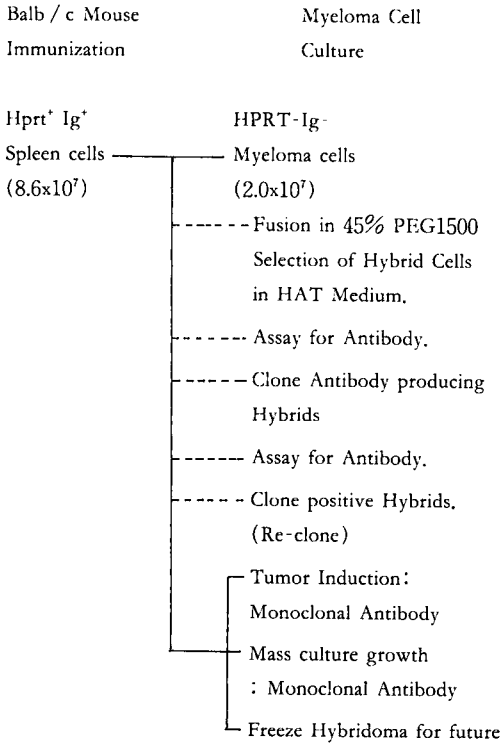 Balb / c Mouse Myeloma Cell
Immunization Culture
Hprt⁺ Ig⁺ HPRT-Ig-
Spleen cells Myeloma cells
(8.6x10⁷) (2.0x10⁷)
Fusion in 45% PEG1500
Selection of Hybrid Cells
in HAT Medium.
Assay for Antibody.
Clone Antibody producing
Hybrids
Assay for Antibody.
Clone positive Hybrids.
(Re-clone)
Tumor Induction:
Monoclonal Antibody
Mass culture growth
: Monoclonal Antibody
Freeze Hybridoma for future